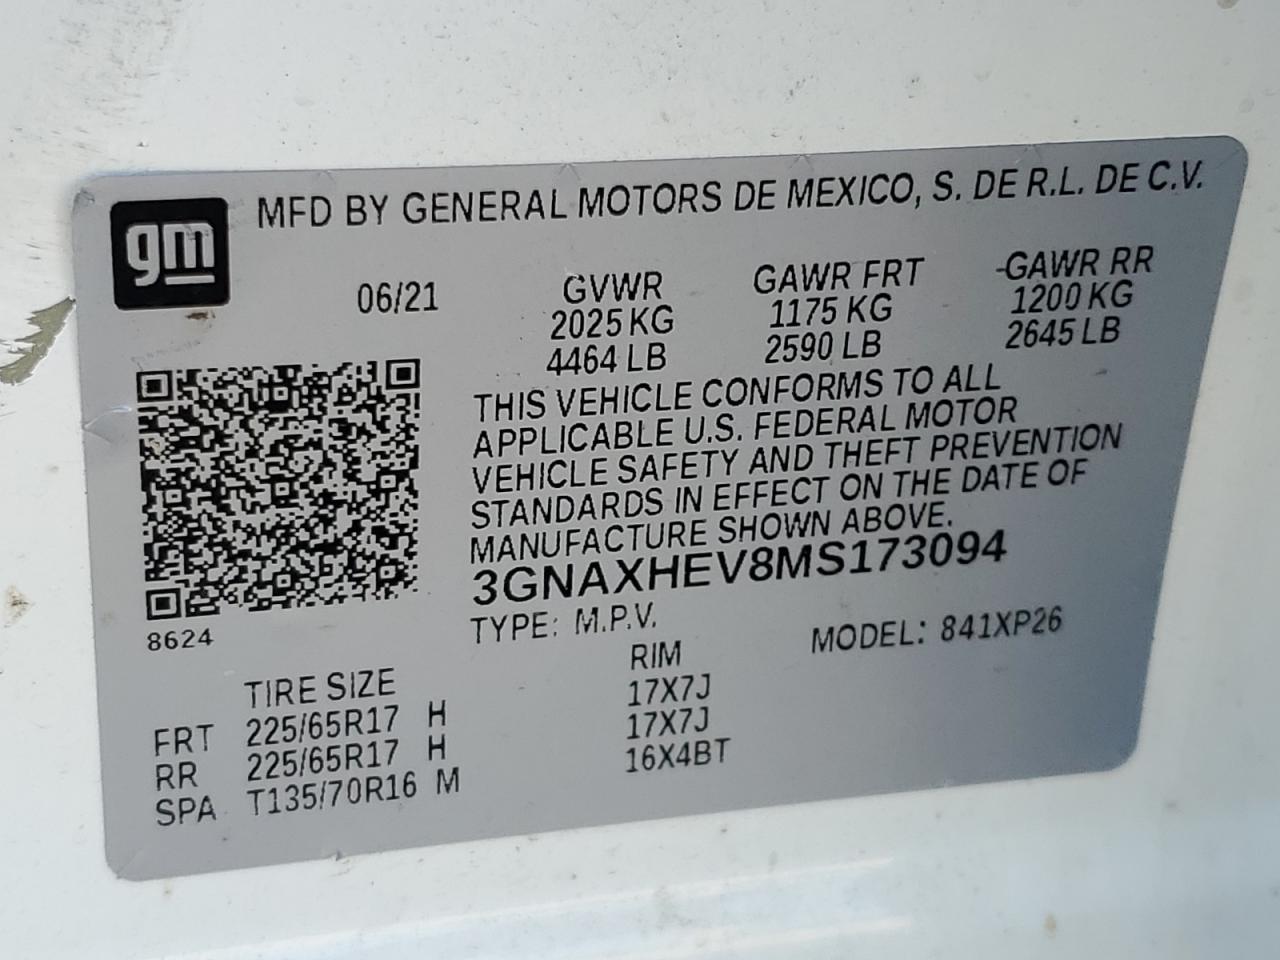 gm
MFD BY GENERAL MOTORS DE MEXICO, S. DE R.L. DE C.V.
06/21 GVWR GAWR FRT GAWR RR
2025 KG 1175 KG 1200 KG
4464 LB 2590 LB 2645 LB
THIS VEHICLE CONFORMS TO ALL
APPLICABLE U.S. FEDERAL MOTOR
VEHICLE SAFETY AND THEFT PREVENTION
STANDARDS IN EFFECT ON THE DATE OF
MANUFACTURE SHOWN ABOVE.
3GNAXHEV8MS173094
8624
TYPE: M.P.V. MODEL: 841XP26
TIRE SIZE RIM
FRT 225/65R17 H 17X7J
RR 225/65R17 H 17X7J
SPA T135/70R16 M 16X4BT